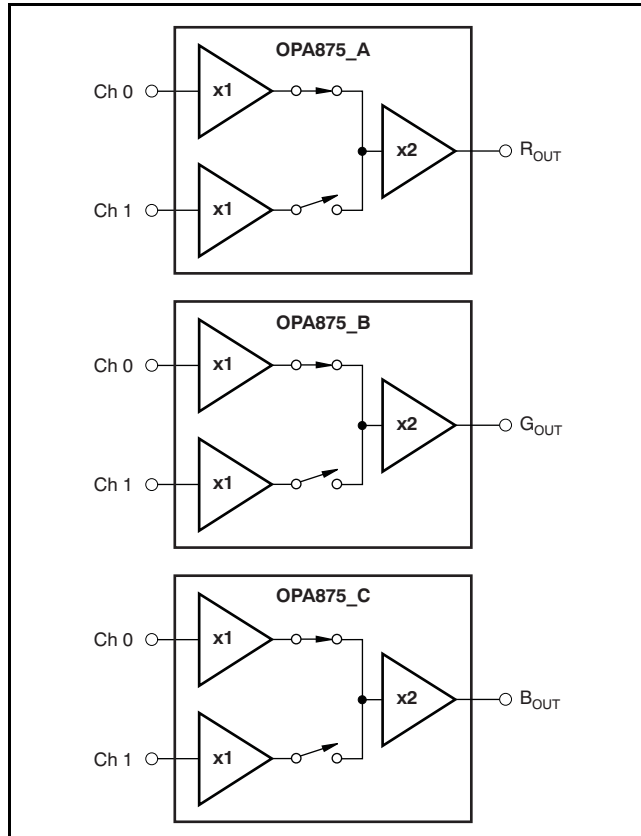 OPA875_A
Ch 0
x1
x2
R_OUT
Ch 1
x1
OPA875_B
Ch 0
x1
x2
G_OUT
Ch 1
x1
OPA875_C
Ch 0
x1
x2
B_OUT
Ch 1
x1